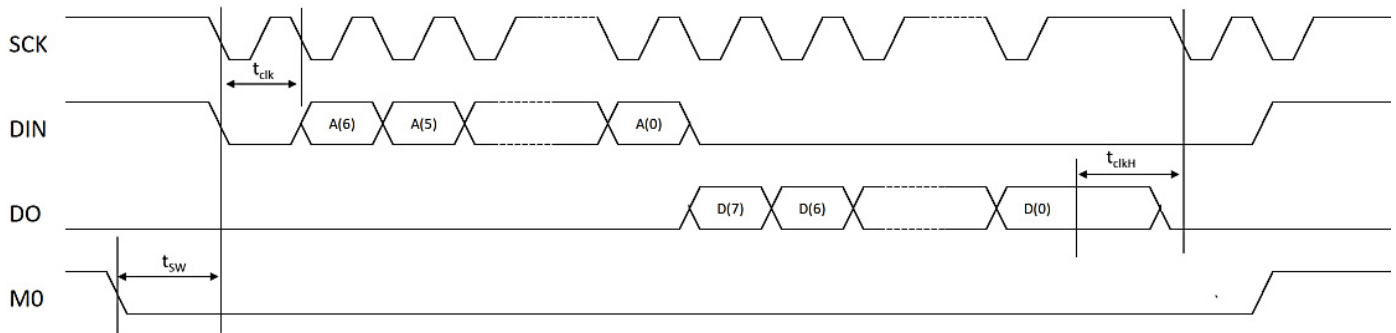 SCK
t_clk
DIN
A(6) A(5) A(0)
t_clkH
DO
D(7) D(6) D(0)
t_SW
M0